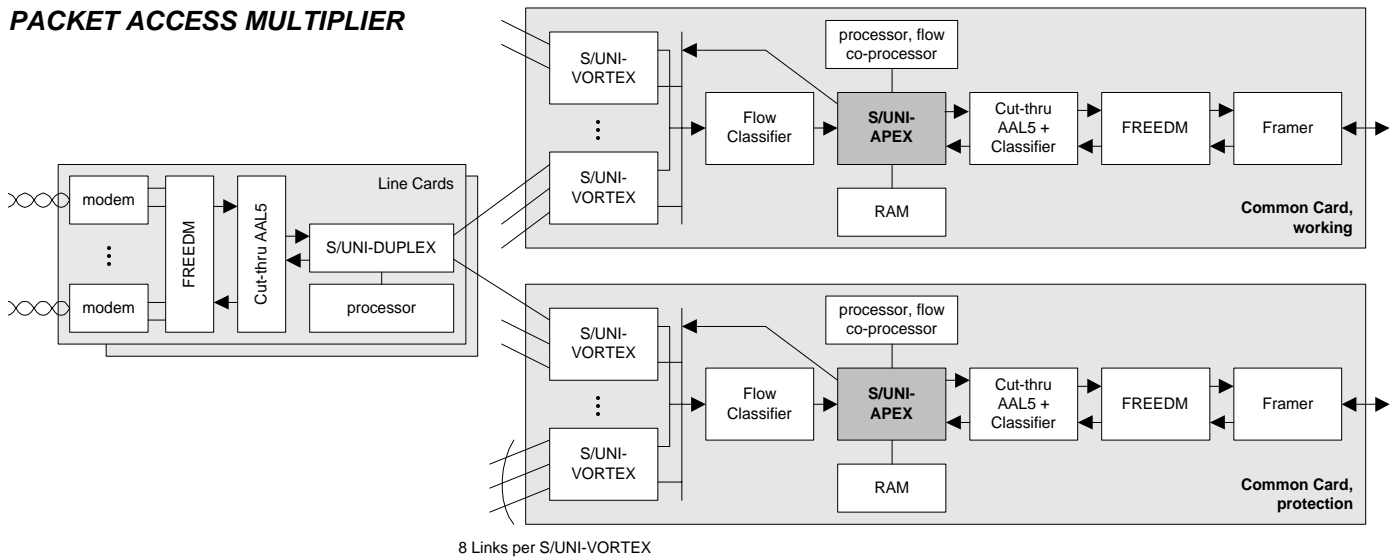 PACKET ACCESS MULTIPLIER
Line Cards
modem
modem
FREEDM
Cut-thru AAL5
S/UNI-DUPLEX
processor
S/UNI-
VORTEX
S/UNI-
VORTEX
Flow
Classifier
processor, flow
co-processor
S/UNI-
APEX
RAM
Cut-thru
AAL5 +
Classifier
FREEDM
Framer
Common Card,
working
S/UNI-
VORTEX
S/UNI-
VORTEX
Flow
Classifier
processor, flow
co-processor
S/UNI-
APEX
RAM
Cut-thru
AAL5 +
Classifier
FREEDM
Framer
Common Card,
protection
8 Links per S/UNI-VORTEX